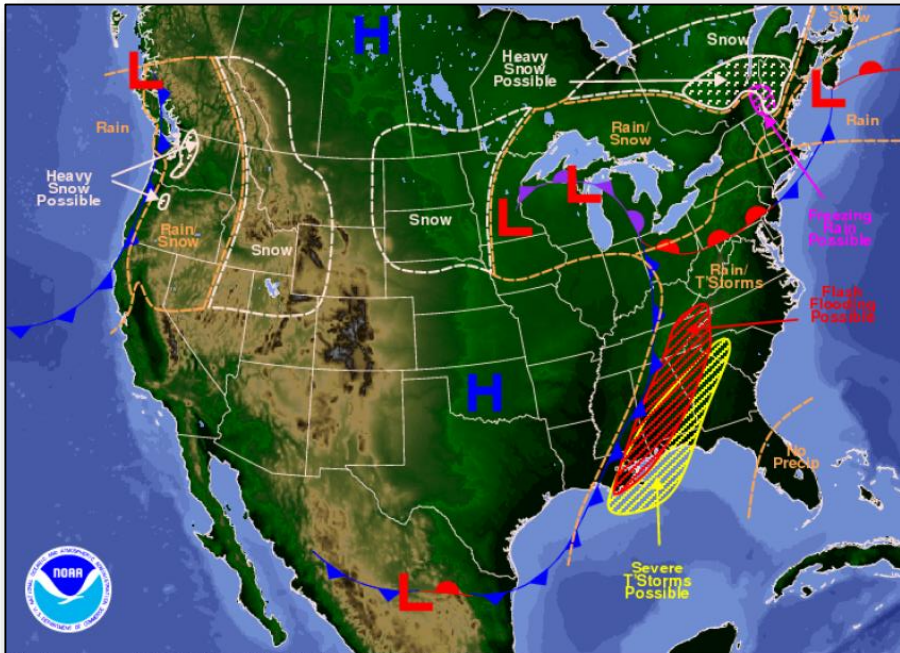 H
Snow
Snow
Heavy
Snow
Possible
L
L
Rain
Rain
Rain/
Snow
Heavy
Snow
Possible
L
L
Freezing
Rain
Possible
Snow
Rain/
Snow
Snow
Rain/
T'Storms
Flash
Flooding
Possible
H
No
Precip
L
Severe
T'Storms
Possible
NOAA